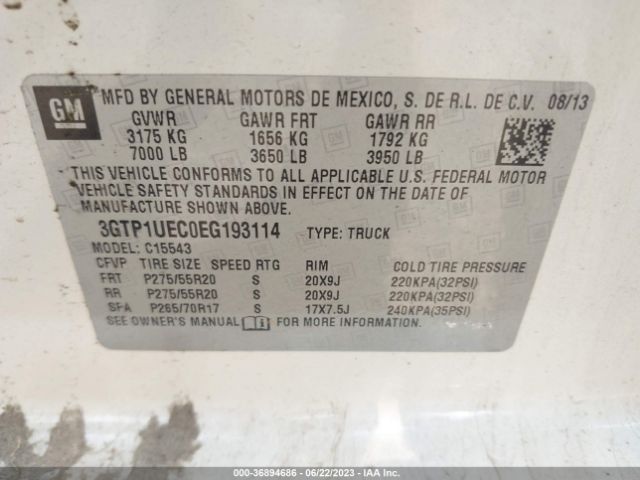 GM MFD BY GENERAL MOTORS DE MEXICO, S. DE R.L. DE C.V. 08/13
GVWR GAWR FRT GAWR RR
3175 KG 1656 KG 1792 KG
7000 LB 3650 LB 3950 LB
THIS VEHICLE CONFORMS TO ALL APPLICABLE U.S. FEDERAL MOTOR
VEHICLE SAFETY STANDARDS IN EFFECT ON THE DATE OF
MANUFACTURE SHOWN ABOVE.
3GTP1UEC0EG193114 TYPE: TRUCK
MODEL: C15543
CFVP TIRE SIZE SPEED RTG RIM COLD TIRE PRESSURE
FRT P275/55R20 S 20X9J 220KPA(32PSI)
RR P275/55R20 S 20X9J 220KPA(32PSI)
SPA P265/70R17 S 17X7.5J 240KPA(35PSI)
SEE OWNER'S MANUAL FOR MORE INFORMATION.
000-36894686 - 06/22/2023 - IAA